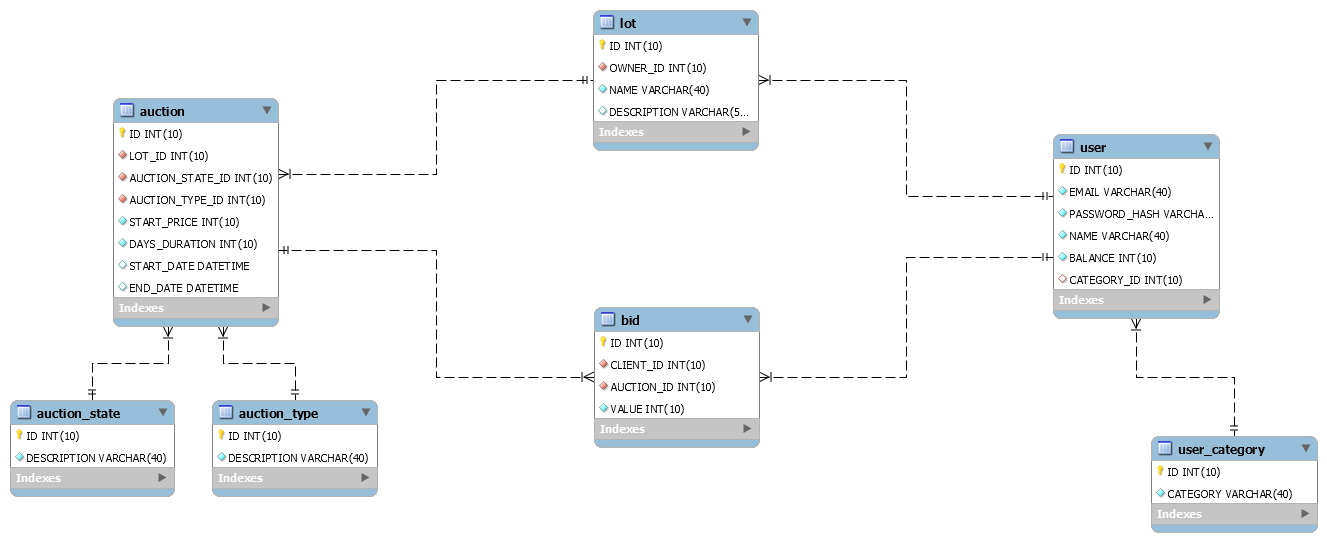 lot
ID INT(10)
OWNER_ID INT(10)
NAME VARCHAR(40)
DESCRIPTION VARCHAR(5...
Indexes
auction
ID INT(10)
LOT_ID INT(10)
AUCTION_STATE_ID INT(10)
AUCTION_TYPE_ID INT(10)
START_PRICE INT(10)
DAYS_DURATION INT(10)
START_DATE DATETIME
END_DATE DATETIME
Indexes
user
ID INT(10)
EMAIL VARCHAR(40)
PASSWORD_HASH VARCHA...
NAME VARCHAR(40)
BALANCE INT(10)
CATEGORY_ID INT(10)
Indexes
bid
ID INT(10)
CLIENT_ID INT(10)
AUCTION_ID INT(10)
VALUE INT(10)
Indexes
auction_state
ID INT(10)
DESCRIPTION VARCHAR(40)
Indexes
auction_type
ID INT(10)
DESCRIPTION VARCHAR(40)
Indexes
user_category
ID INT(10)
CATEGORY VARCHAR(40)
Indexes